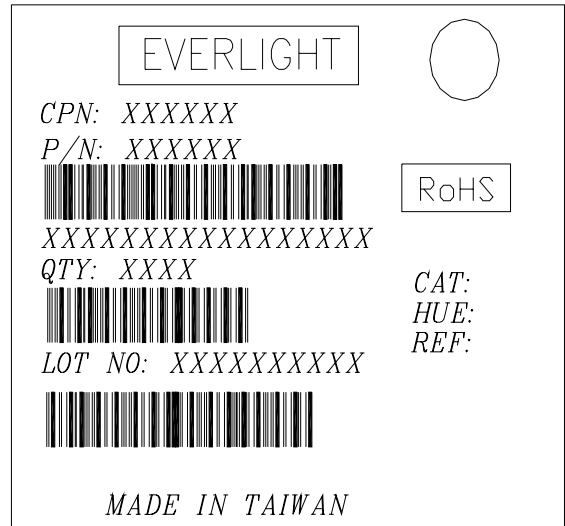 EVERLIGHT
CPN: XXXXXX
P/N: XXXXXX
RoHS
XXXXXXXXXXXXXXXXX
QTY: XXXX
CAT:
HUE:
REF:
LOT NO: XXXXXXXXXX
MADE IN TAIWAN